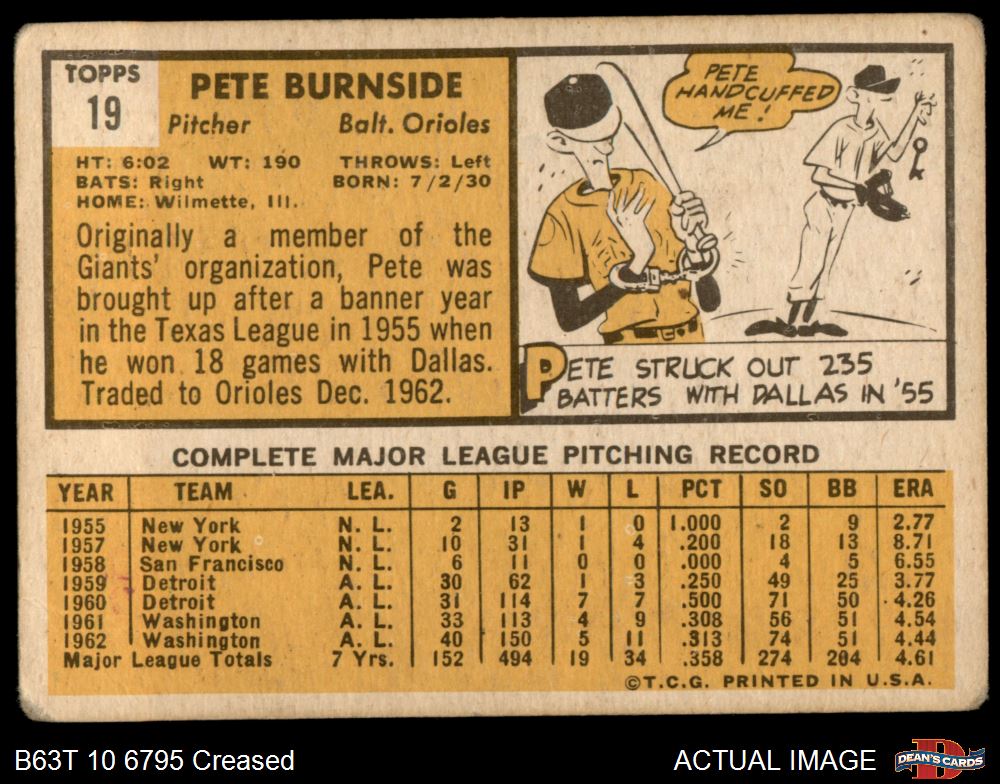 TOPPS
19
PETE BURNSIDE
Pitcher Balt. Orioles
HT: 6:02 WT: 190 THROWS: Left
BATS: Right BORN: 7/2/30
HOME: Wilmette, Ill.
Originally a member of the
Giants' organization, Pete was
brought up after a banner year
in the Texas League in 1955 when
he won 18 games with Dallas.
Traded to Orioles Dec. 1962.
PETE
HANDCUFFED
ME!
PETE STRUCK OUT 235
BATTERS WITH DALLAS IN '55
COMPLETE MAJOR LEAGUE PITCHING RECORD
YEAR TEAM LEA. G IP W L PCT SO BB ERA
1955 New York N. L. 2 13 1 0 1.000 2 9 2.77
1957 New York N. L. 10 31 1 4 .200 18 13 8.71
1958 San Francisco N. L. 6 11 0 0 .000 4 5 6.55
1959 Detroit A. L. 30 62 1 3 .250 49 25 3.77
1960 Detroit A. L. 31 114 7 7 .500 71 50 4.26
1961 Washington A. L. 33 113 4 9 .308 56 51 4.54
1962 Washington A. L. 40 150 5 11 .313 74 51 4.44
Major League Totals 7 Yrs. 152 494 19 34 .358 274 204 4.61
©T.C.G. PRINTED IN U.S.A.
B63T 10 6795 Creased ACTUAL IMAGE
DEAN'S CARDS